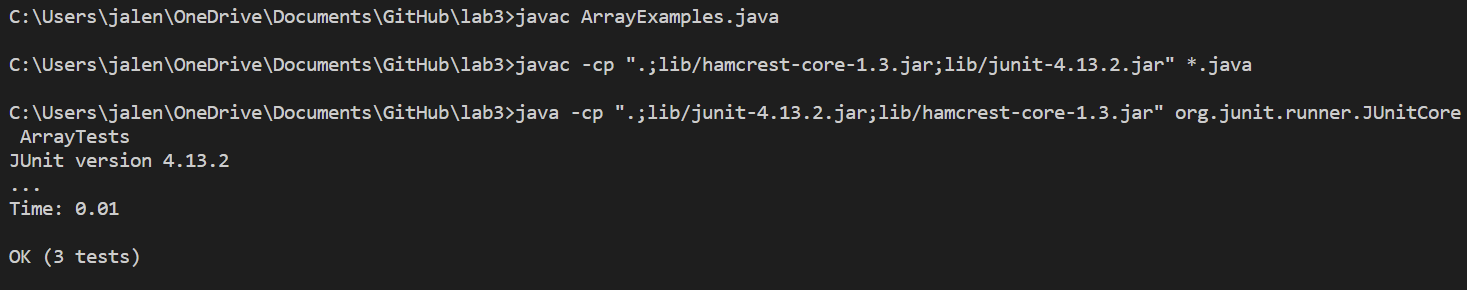 C:\Users\jalen\OneDrive\Documents\GitHub\lab3>javac ArrayExamples.java
C:\Users\jalen\OneDrive\Documents\GitHub\lab3>javac -cp ".;lib/hamcrest-core-1.3.jar;lib/junit-4.13.2.jar" *.java
C:\Users\jalen\OneDrive\Documents\GitHub\lab3>java -cp ".;lib/junit-4.13.2.jar;lib/hamcrest-core-1.3.jar" org.junit.runner.JUnitCore
 ArrayTests
JUnit version 4.13.2
...
Time: 0.01
OK (3 tests)